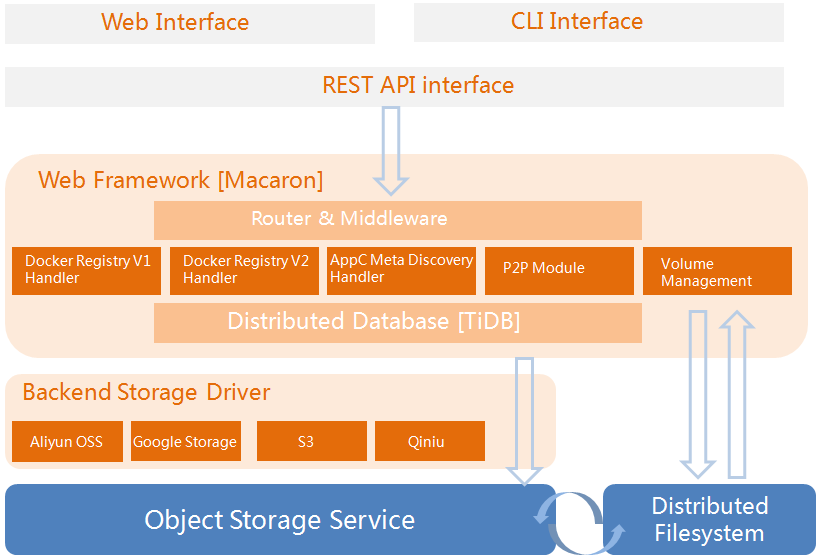 Web Interface
CLI Interface
REST API interface
Web Framework [Macaron]
Router & Middleware
Docker Registry V1
Handler
Docker Registry V2
Handler
AppC Meta Discovery
Handler
P2P Module
Volume
Management
Distributed Database [TiDB]
Backend Storage Driver
Aliyun OSS
Google Storage
S3
Qiniu
Object Storage Service
Distributed
Filesystem